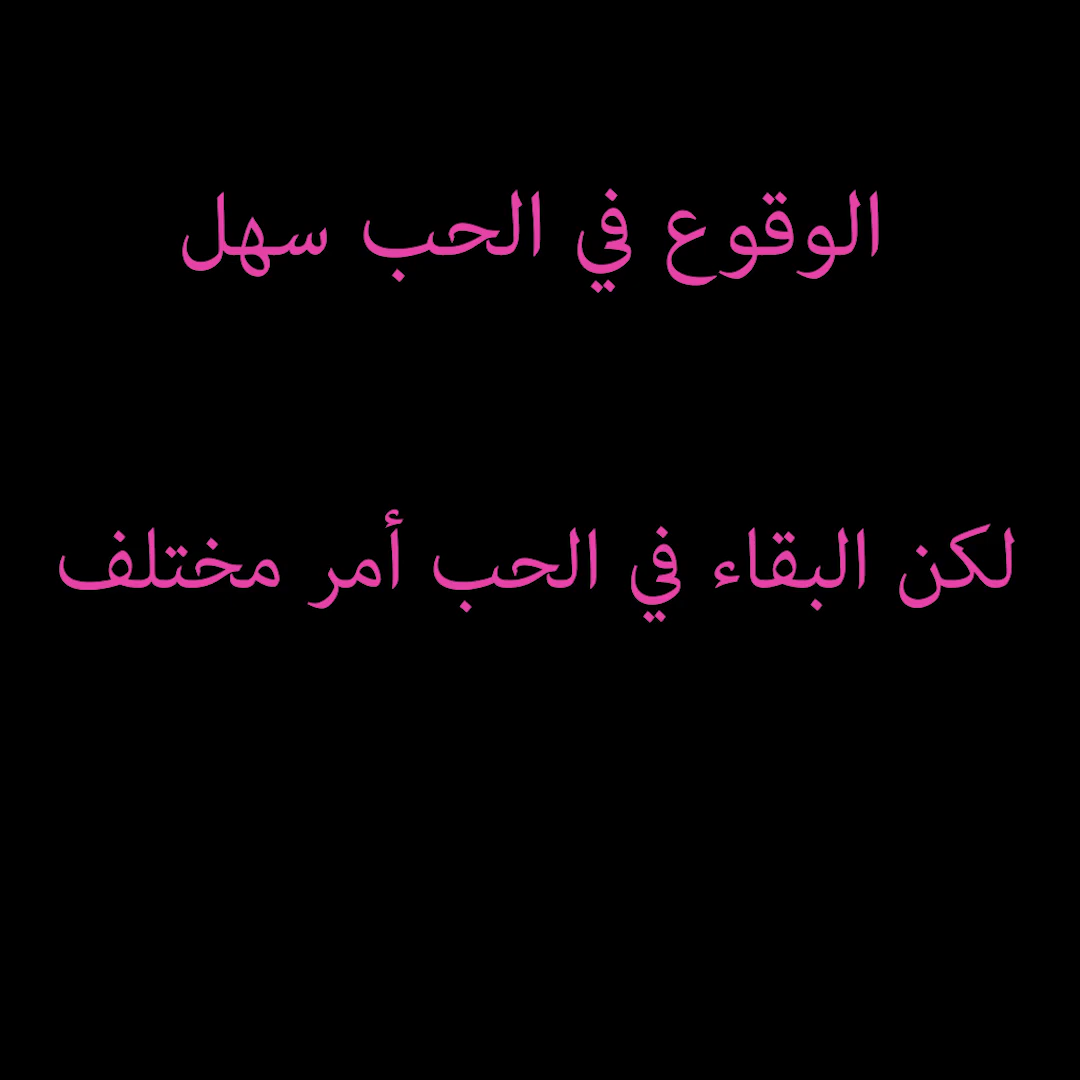 الوقوع في الحب سهل
لكن البقاء في الحب أمر مختلف